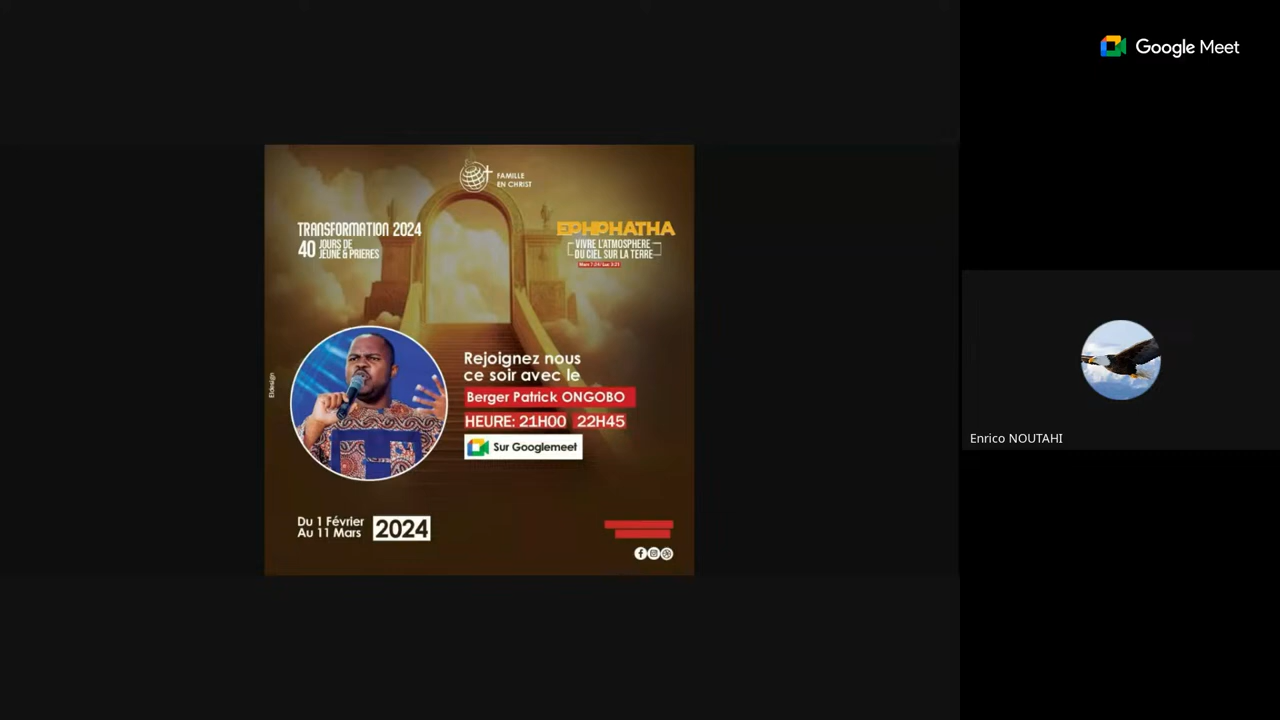 Google Meet
FAMILLE
EN CHRIST
TRANSFORMATION 2024
40 JOURS DE
JEUNE & PRIERES
EPHPHATHA
VIVRE L'ATMOSPHERE
DU CIEL SUR LA TERRE
Eldesign
Rejoignez nous
ce soir avec le
Berger Patrick ONGOBO
HEURE: 21H00 22H45
Sur Googlemeet
Du 1 Février
Au 11 Mars 2024
Enrico NOUTAHI